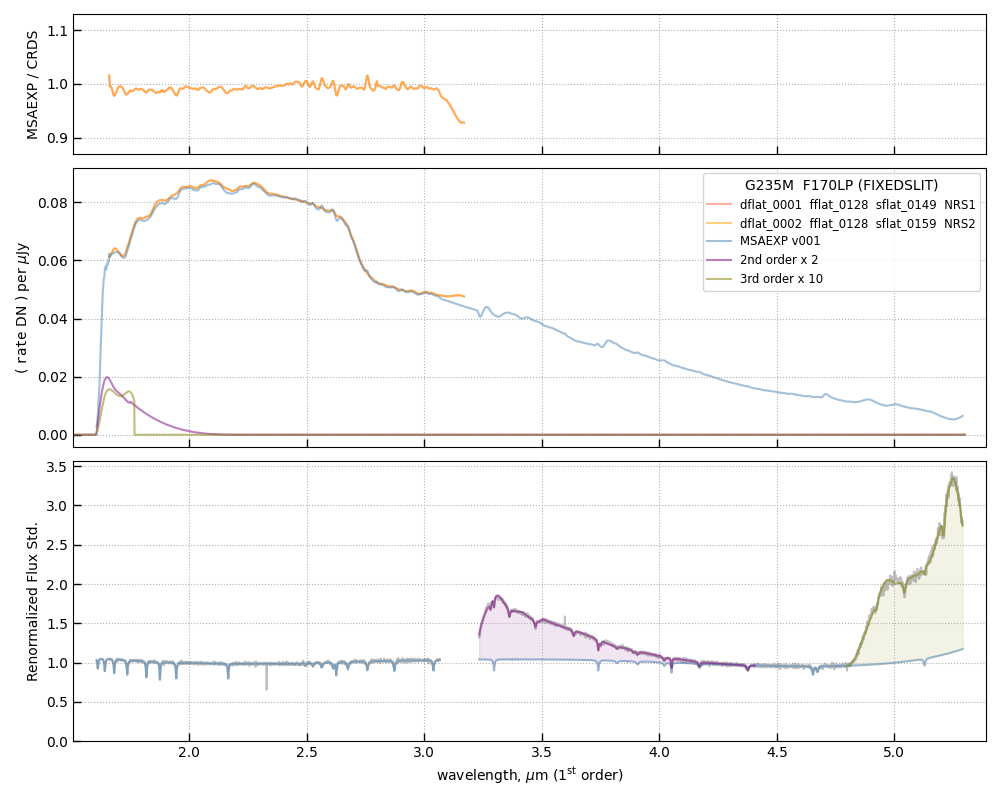 1.1
1.0
0.9
MSAEXP / CRDS
0.08
0.06
0.04
0.02
0.00
( rate DN ) per μJy
G235M F170LP (FIXEDSLIT)
dflat_0001 fflat_0128 sflat_0149 NRS1
dflat_0002 fflat_0128 sflat_0159 NRS2
MSAEXP v001
2nd order x 2
3rd order x 10
3.5
3.0
2.5
2.0
1.5
1.0
0.5
0.0
Renormalized Flux Std.
2.0 2.5 3.0 3.5 4.0 4.5 5.0
wavelength, μm (1st order)